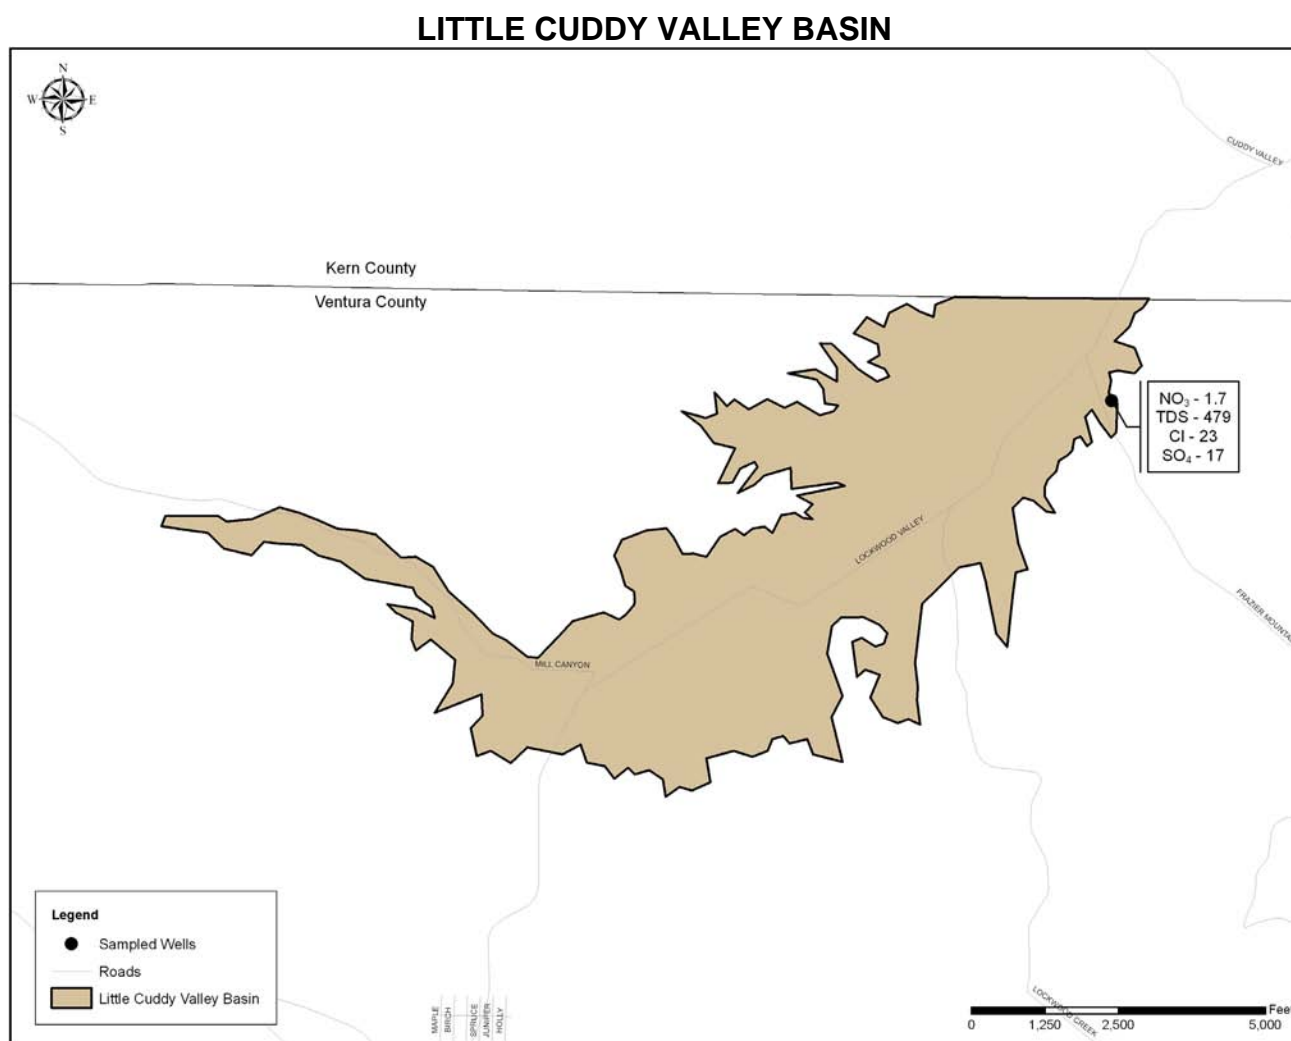 LITTLE CUDDY VALLEY BASIN
N
W E
S
CUDDY VALLEY
Kern County
Ventura County
NO₃ - 1.7
TDS - 479
Cl - 23
SO₄ - 17
LOCKWOOD VALLEY
FRAZIER MOUNTA
MILL CANYON
Legend
Sampled Wells
Roads
Little Cuddy Valley Basin
MAPLE
BIRCH
SPRUCE
JUNIPER
HOLLY
LOCKWOOD CREEK
Feet
0 1,250 2,500 5,000